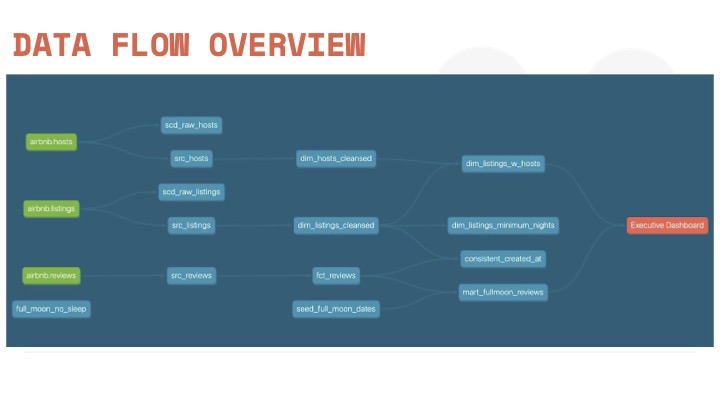 DATA FLOW OVERVIEW
scd_raw_hosts
airbnb.hosts
src_hosts
dim_hosts_cleansed
dim_listings_w_hosts
scd_raw_listings
airbnb.listings
src_listings
dim_listings_cleansed
dim_listings_minimum_nights
Executive Dashboard
consistent_created_at
airbnb.reviews
src_reviews
fct_reviews
mart_fullmoon_reviews
full_moon_no_sleep
seed_full_moon_dates